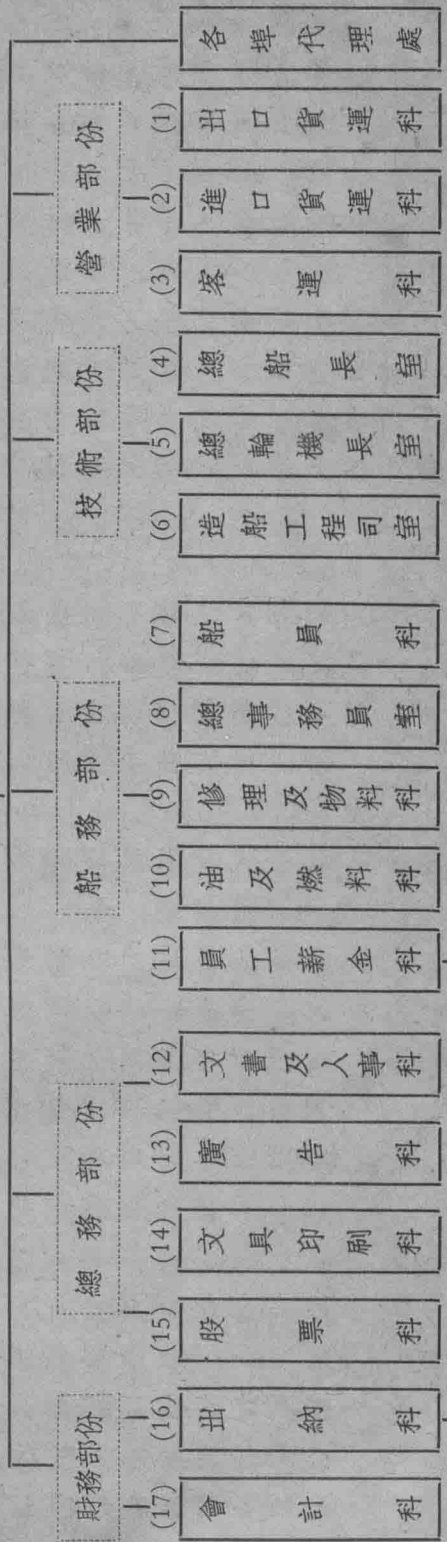 各埠代理處
營業部份
(1)
出口貨運科
(2)
進口貨運科
(3)
客運科
技術部份
(4)
總船長室
(5)
總輪機長室
(6)
造船工程司室
船務部份
(7)
船員科
(8)
總事務員室
(9)
修理及物料科
(10)
油及燃料科
(11)
員工薪金科
總務部份
(12)
文書及人事科
(13)
廣告科
(14)
文具印刷科
(15)
股票科
財務部份
(16)
出納科
(17)
會計科